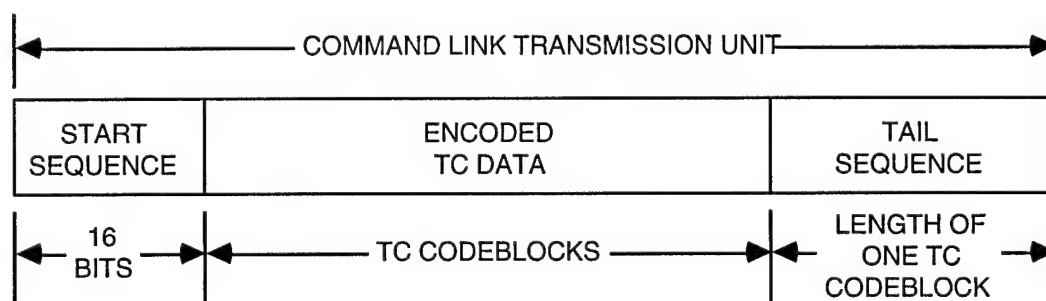 COMMAND LINK TRANSMISSION UNIT
START
SEQUENCE
ENCODED
TC DATA
TAIL
SEQUENCE
16
BITS
TC CODEBLOCKS
LENGTH OF
ONE TC
CODEBLOCK